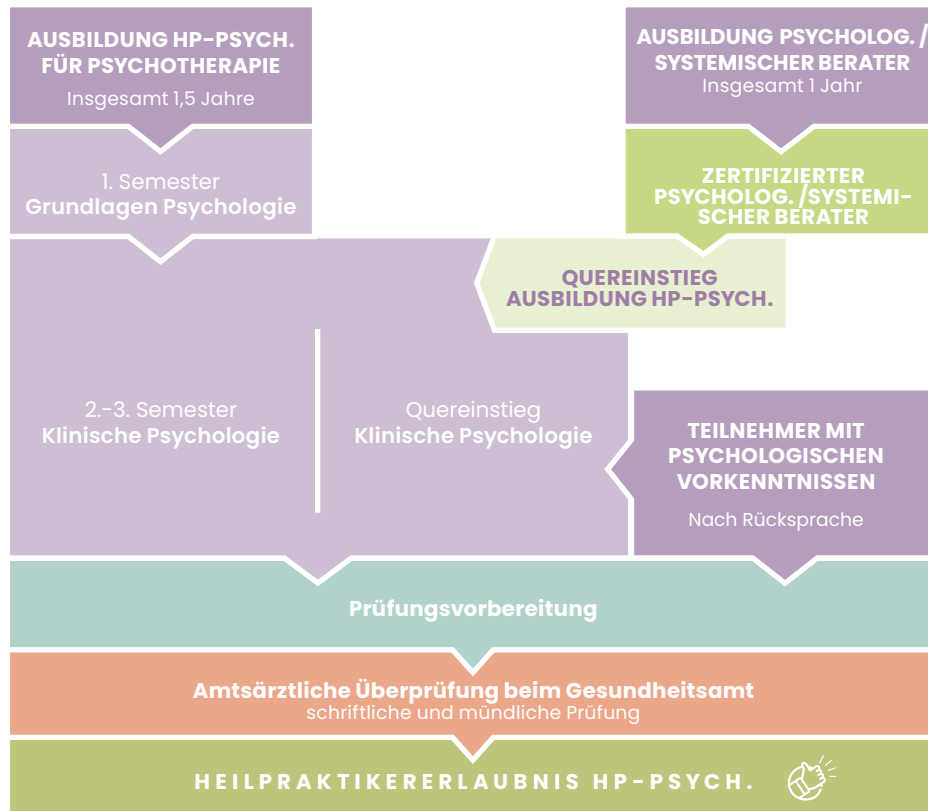 AUSBILDUNG HP-PSYCH.
FÜR PSYCHOTHERAPIE
Insgesamt 1,5 Jahre
AUSBILDUNG PSYCHOLOG. /
SYSTEMISCHER BERATER
Insgesamt 1 Jahr
1. Semester
Grundlagen Psychologie
ZERTIFIZIERTER
PSYCHOLOG. /SYSTEMI-
SCHER BERATER
QUEREINSTIEG
AUSBILDUNG HP-PSYCH.
2.-3. Semester
Klinische Psychologie
Quereinstieg
Klinische Psychologie
TEILNEHMER MIT
PSYCHOLOGISCHEN
VORKENNTNISSEN
Nach Rücksprache
Prüfungsvorbereitung
Amtsärztliche Überprüfung beim Gesundheitsamt
schriftliche und mündliche Prüfung
HEILPRAKTIKERERLAUBNIS HP-PSYCH.